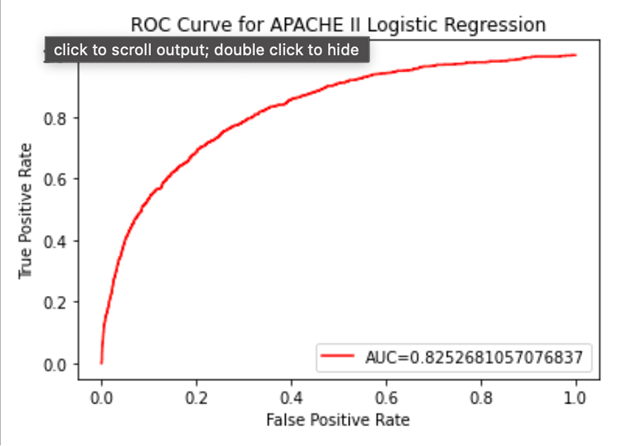 ROC Curve for APACHE II Logistic Regression
click to scroll output; double click to hide
0.8
0.6
0.4
0.2
0.0
True Positive Rate
AUC=0.8252681057076837
0.0 0.2 0.4 0.6 0.8 1.0
False Positive Rate